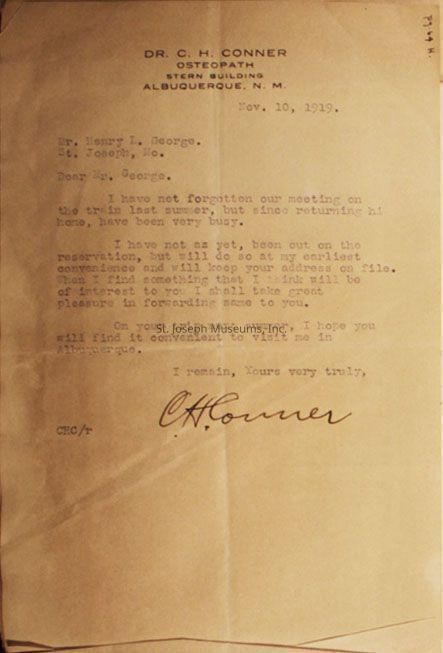 DR. C. H. CONNER
OSTEOPATH
STERN BUILDING
ALBUQUERQUE, N. M.
Nov. 10, 1919.
Mr. Henry L. George.
St. Joseph, Mo.
Dear Mr. George.
I have not forgotten our meeting on
the train last summer, but since returning hi
home, have been very busy.
I have not as yet, been out on the
reservation, but will do so at my earliest
convenience and will keep your address on file.
When I find something that I think will be
of interest to you I shall take great
pleasure in forwarding same to you.
On your summer, I hope you
St. Joseph Museums, Inc.
will find it convenient to visit me in
Albuquerque.
I remain, Yours very truly,
CHConner
CHC/r